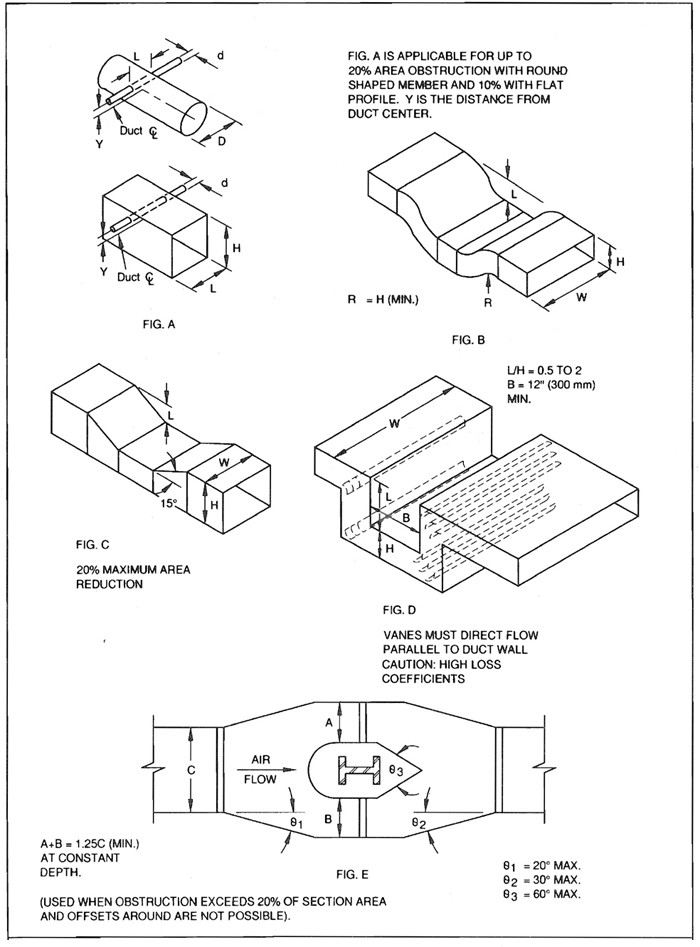 L
d
Duct ℄
D
Y
FIG. A IS APPLICABLE FOR UP TO
20% AREA OBSTRUCTION WITH ROUND
SHAPED MEMBER AND 10% WITH FLAT
PROFILE. Y IS THE DISTANCE FROM
DUCT CENTER.
d
H
Duct ℄
Y
L
FIG. A
L
H
W
R
R = H (MIN.)
FIG. B
L
W
15°
H
FIG. C
20% MAXIMUM AREA
REDUCTION
L/H = 0.5 TO 2
B = 12" (300 mm)
MIN.
W
L
B
H
FIG. D
VANES MUST DIRECT FLOW
PARALLEL TO DUCT WALL
CAUTION: HIGH LOSS
COEFFICIENTS
A
C
AIR
FLOW
θ3
B
θ1
θ2
A+B = 1.25C (MIN.)
AT CONSTANT
DEPTH.
FIG. E
θ1 = 20° MAX.
θ2 = 30° MAX.
θ3 = 60° MAX.
(USED WHEN OBSTRUCTION EXCEEDS 20% OF SECTION AREA
AND OFFSETS AROUND ARE NOT POSSIBLE).